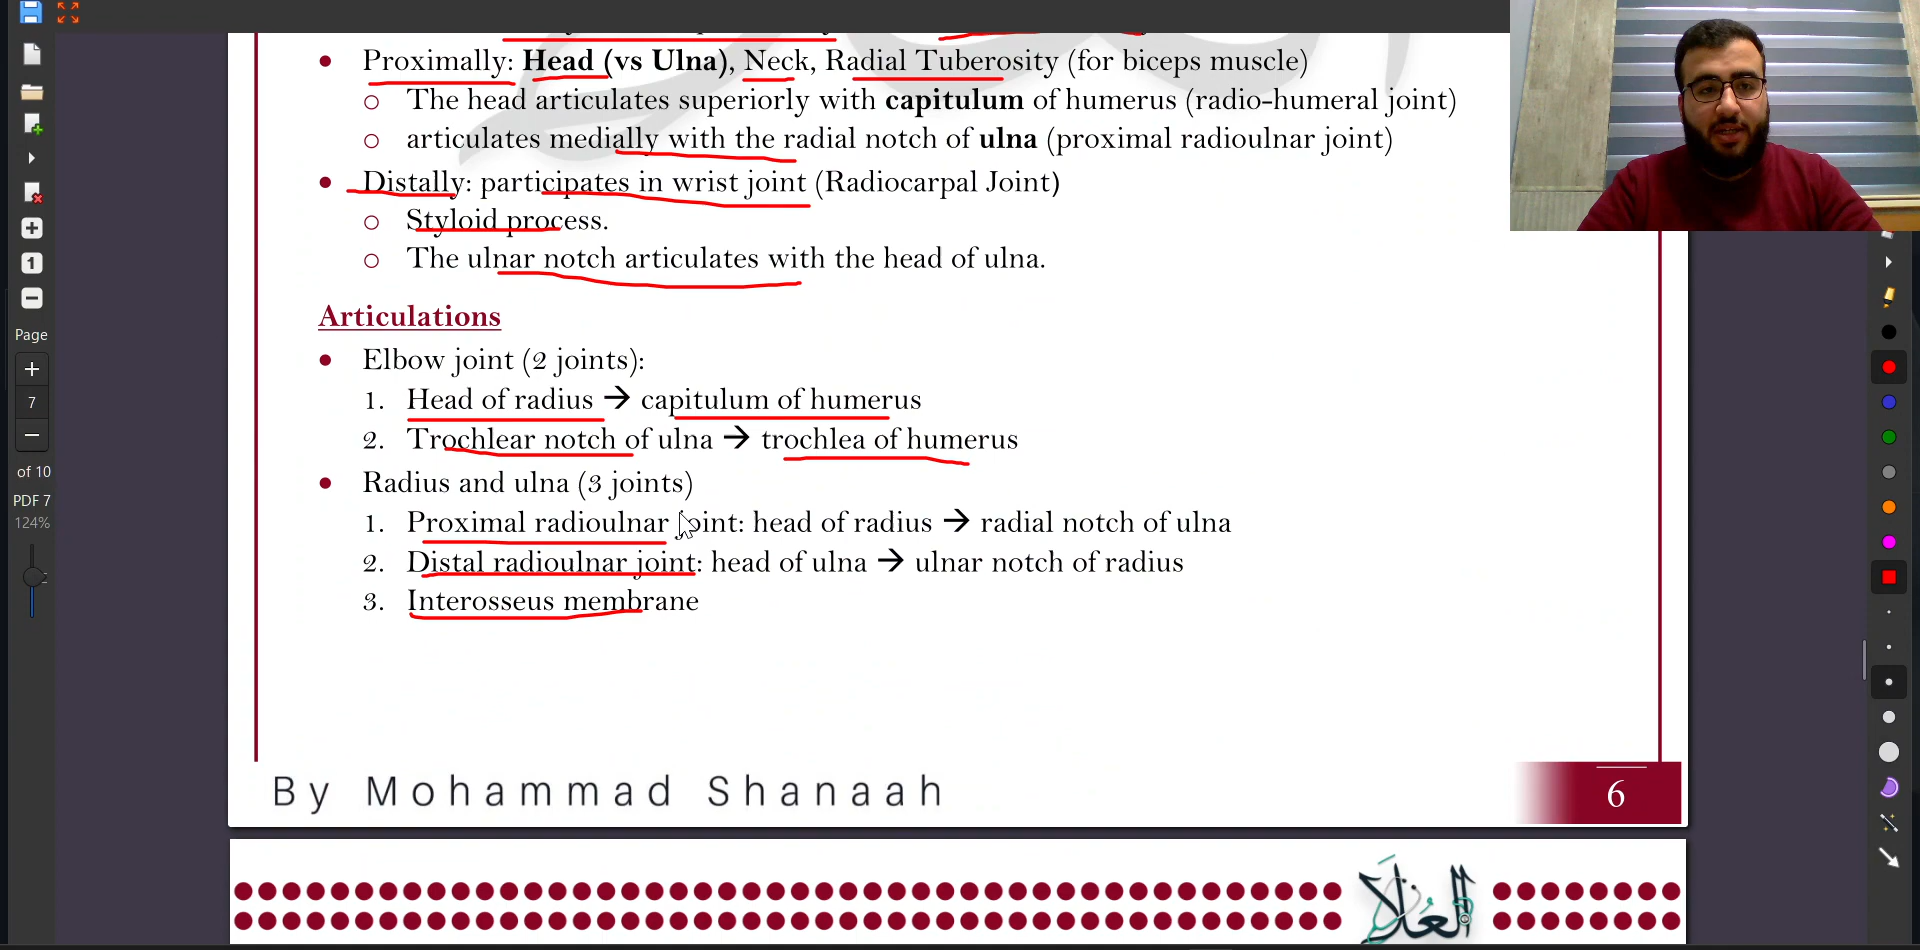 Proximally: Head (vs Ulna), Neck, Radial Tuberosity (for biceps muscle)
The head articulates superiorly with capitulum of humerus (radio-humeral joint)
articulates medially with the radial notch of ulna (proximal radioulnar joint)
Distally: participates in wrist joint (Radiocarpal Joint)
Styloid process.
The ulnar notch articulates with the head of ulna.
Articulations
Elbow joint (2 joints):
1. Head of radius → capitulum of humerus
2. Trochlear notch of ulna → trochlea of humerus
Radius and ulna (3 joints)
1. Proximal radioulnar joint: head of radius → radial notch of ulna
2. Distal radioulnar joint: head of ulna → ulnar notch of radius
3. Interosseus membrane
By Mohammad Shanaah
6
العُلا
1
Page
7
of 10
PDF 7
124%